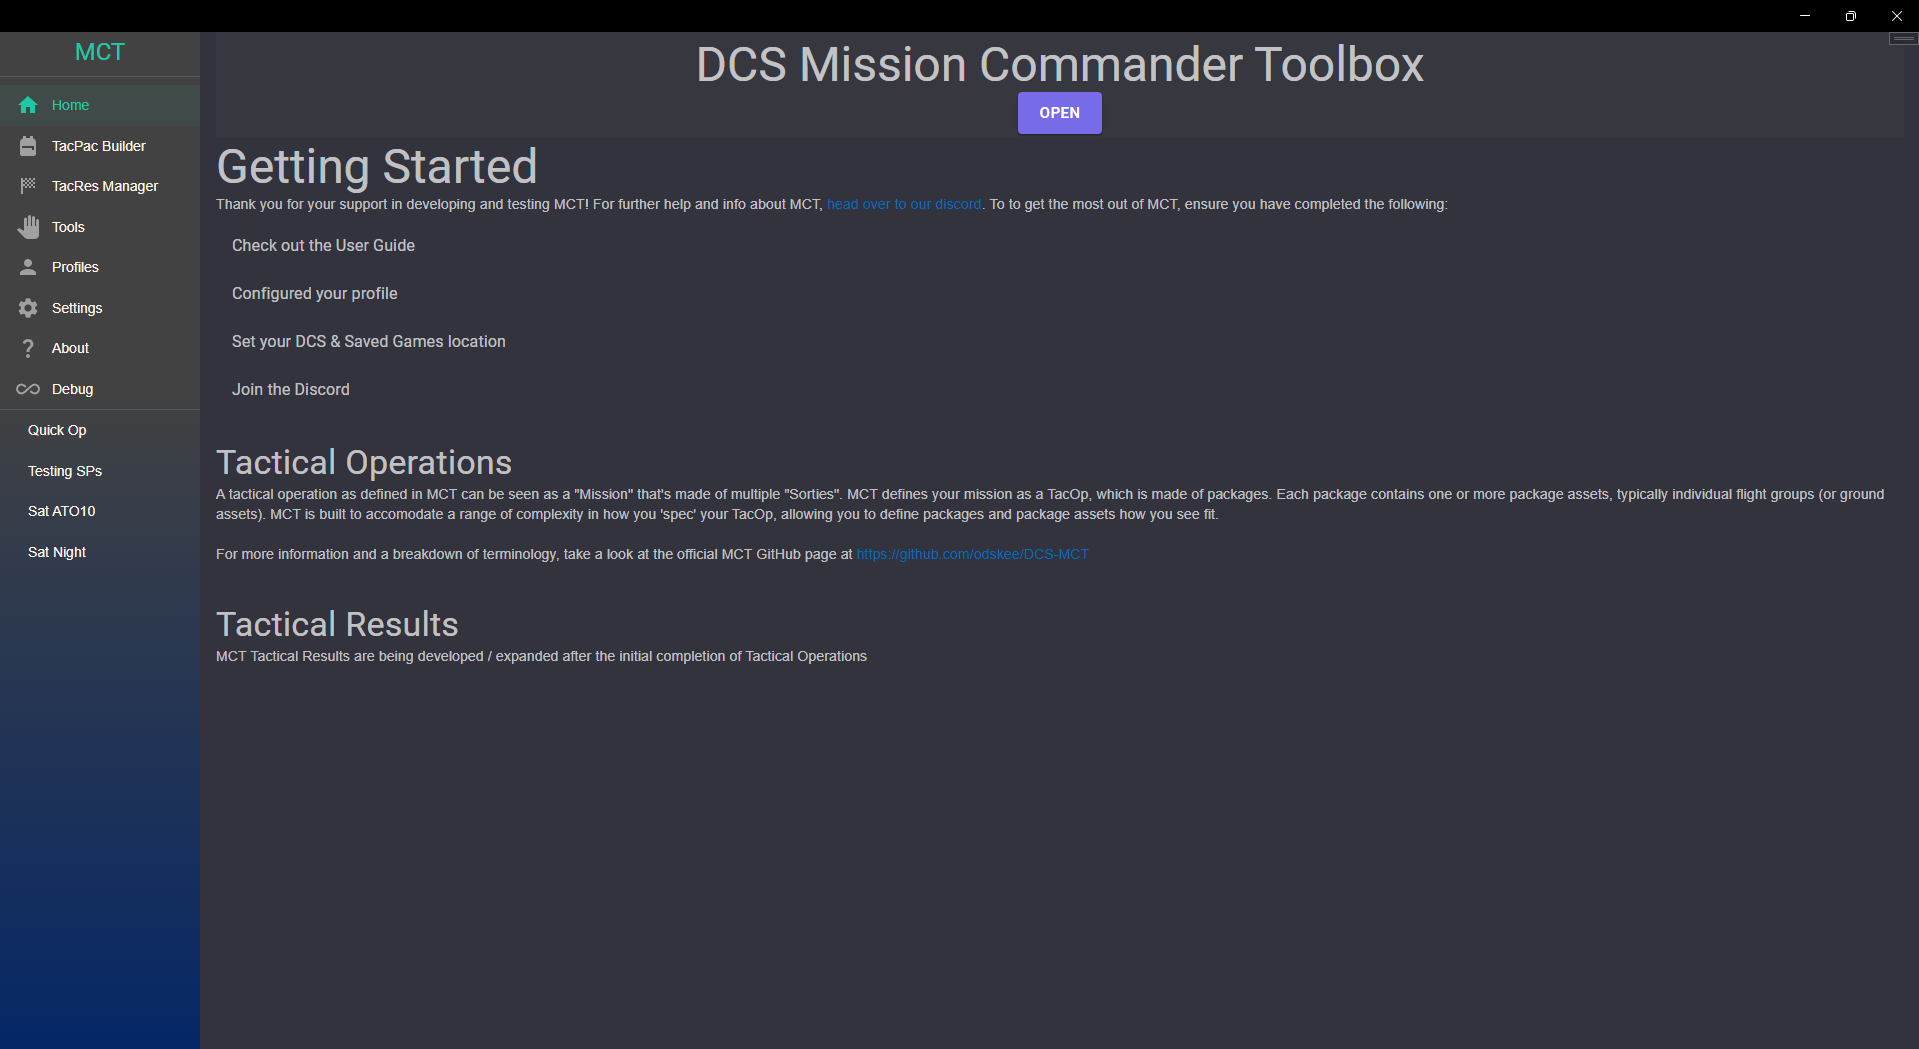 MCT
Home
TacPac Builder
TacRes Manager
Tools
Profiles
Settings
About
Debug
Quick Op
Testing SPs
Sat ATO10
Sat Night
DCS Mission Commander Toolbox
OPEN
Getting Started
Thank you for your support in developing and testing MCT! For further help and info about MCT, head over to our discord. To to get the most out of MCT, ensure you have completed the following:
Check out the User Guide
Configured your profile
Set your DCS & Saved Games location
Join the Discord
Tactical Operations
A tactical operation as defined in MCT can be seen as a "Mission" that's made of multiple "Sorties". MCT defines your mission as a TacOp, which is made of packages. Each package contains one or more package assets, typically individual flight groups (or ground
assets). MCT is built to accomodate a range of complexity in how you 'spec' your TacOp, allowing you to define packages and package assets how you see fit.
For more information and a breakdown of terminology, take a look at the official MCT GitHub page at https://github.com/odskee/DCS-MCT
Tactical Results
MCT Tactical Results are being developed / expanded after the initial completion of Tactical Operations